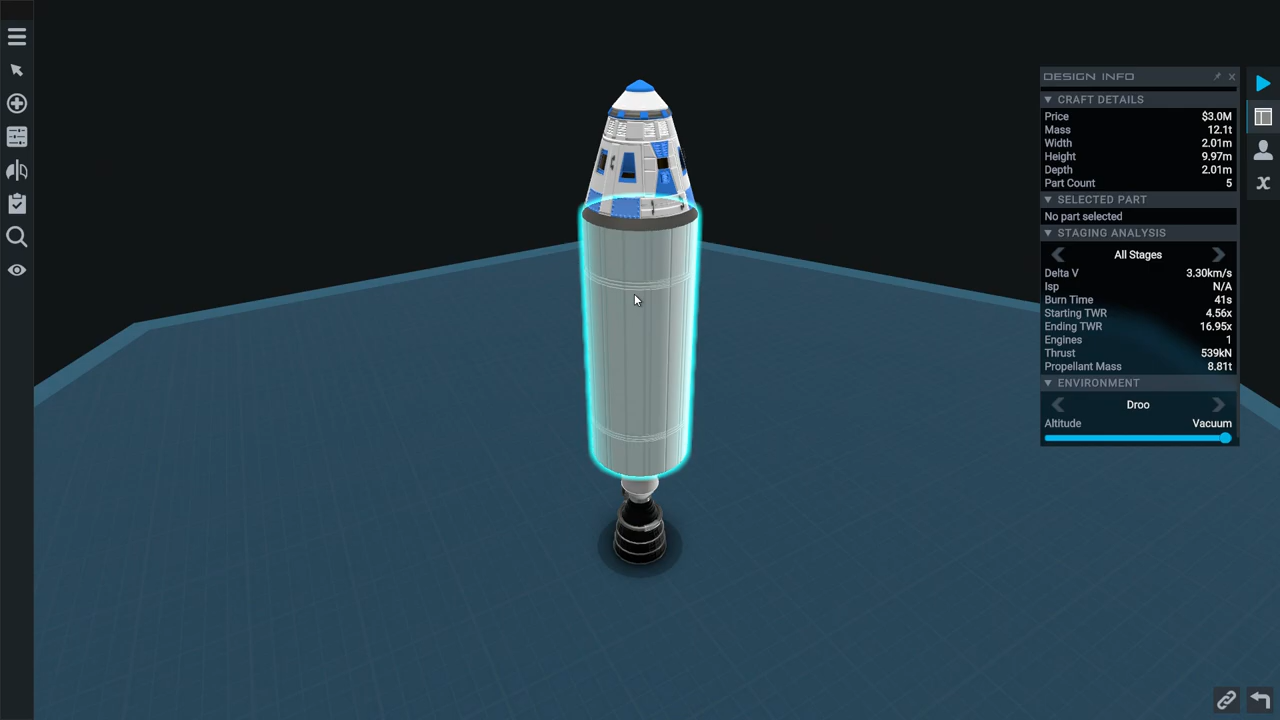 DESIGN INFO
CRAFT DETAILS
Price $3.0M
Mass 12.1t
Width 2.01m
Height 9.97m
Depth 2.01m
Part Count 5
SELECTED PART
No part selected
STAGING ANALYSIS
All Stages
Delta V 3.30km/s
Isp N/A
Burn Time 41s
Starting TWR 4.56x
Ending TWR 16.95x
Engines 1
Thrust 539kN
Propellant Mass 8.81t
ENVIRONMENT
Droo
Altitude Vacuum